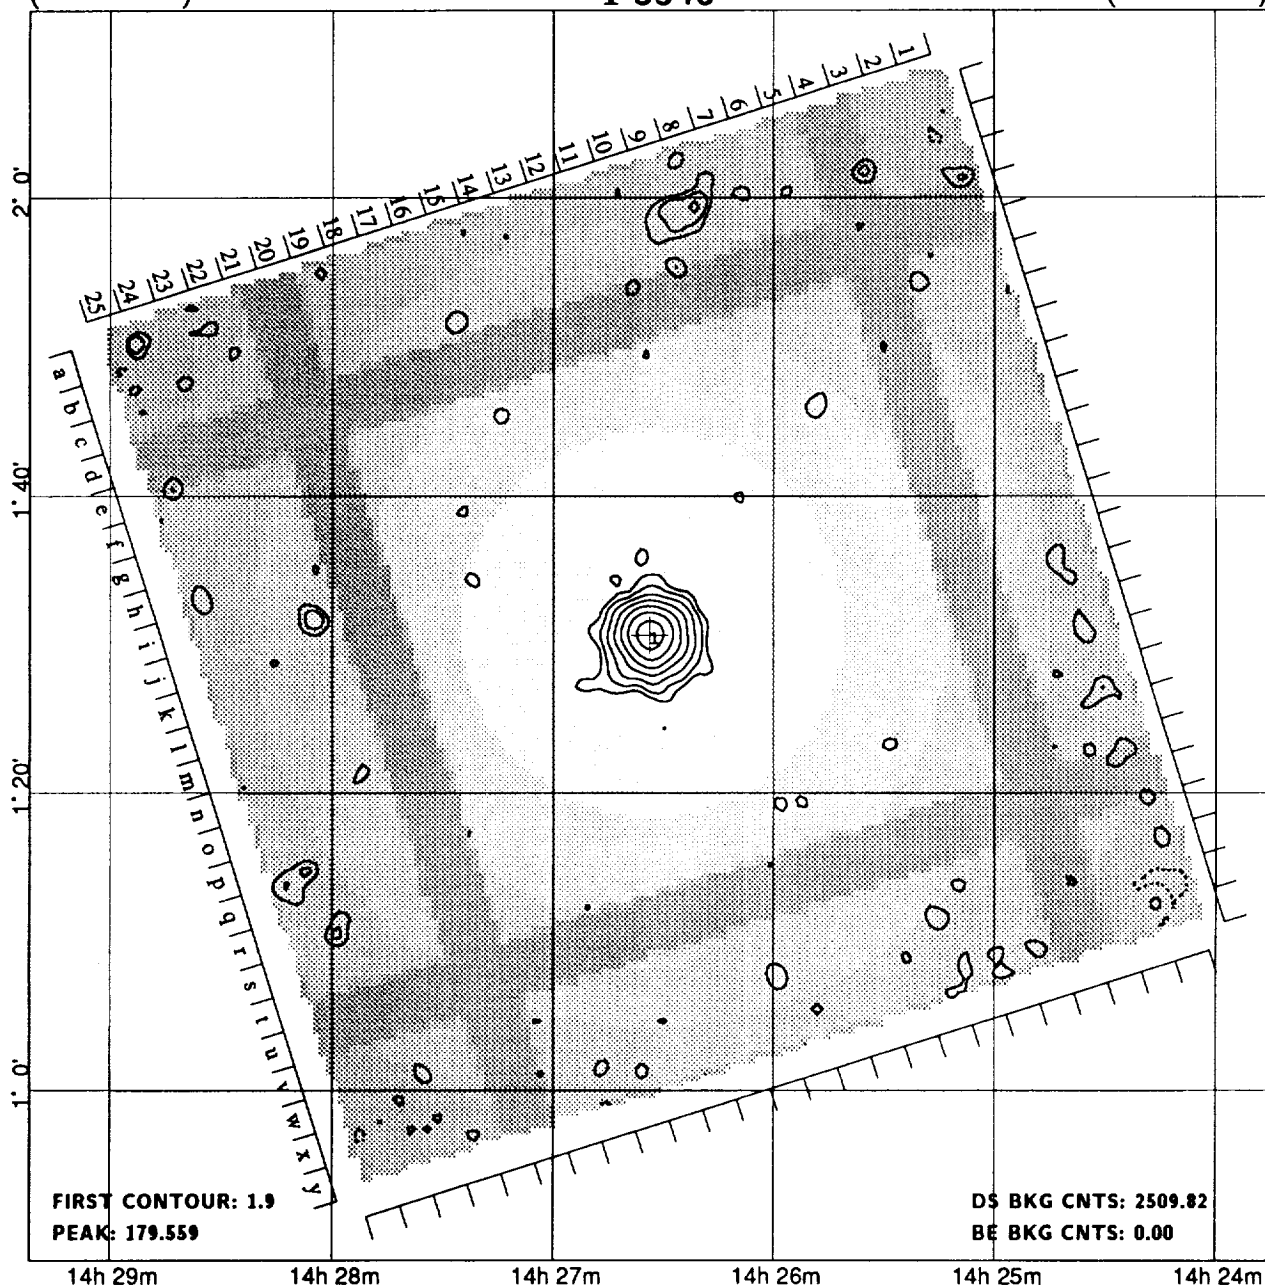 1 2 3 4 5 6 7 8 9 10 11 12 13 14 15 16 17 18 19 20 21 22 23 24 25
2° 0'
1° 40'
1° 20'
1° 0'
a b c d e f g h i j k l m n o p q r s t u v w x y
1
FIRST CONTOUR: 1.9
PEAK: 179.559
DS BKG CNTS: 2509.82
BE BKG CNTS: 0.00
14h 29m 14h 28m 14h 27m 14h 26m 14h 25m 14h 24m